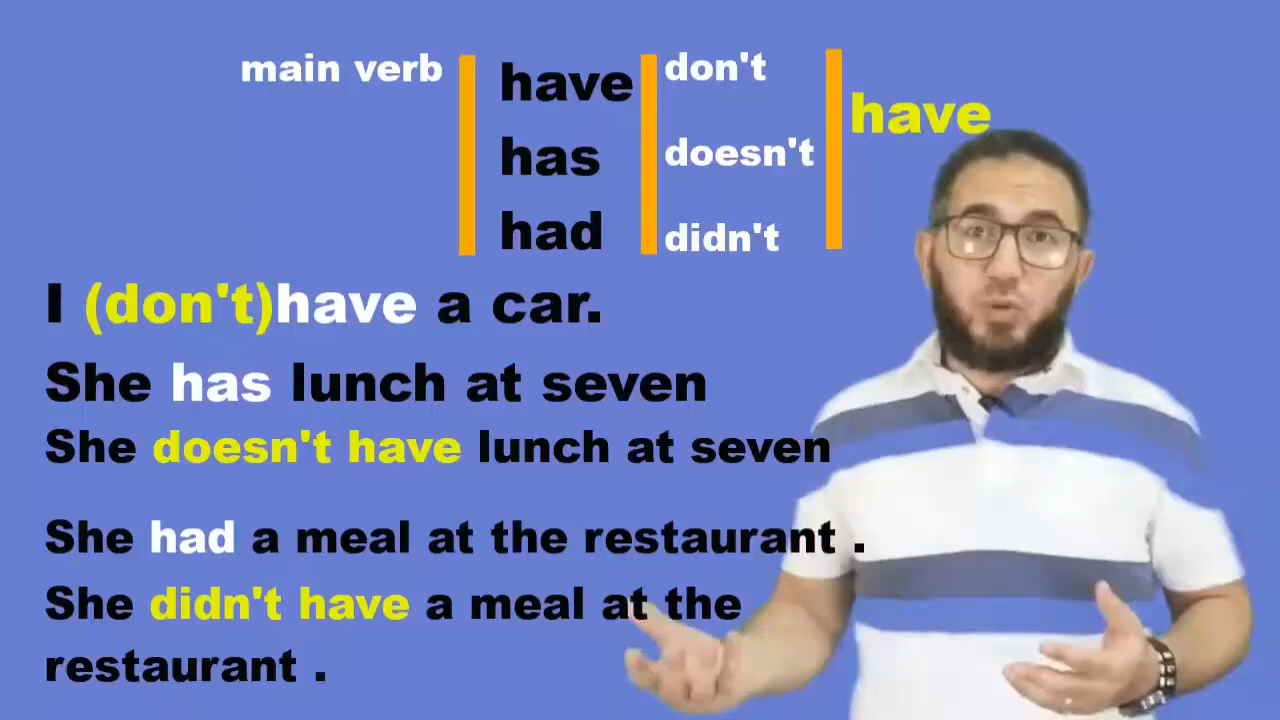 main verb
have
has
had
don't
doesn't
didn't
have
I (don't)have a car.
She has lunch at seven
She doesn't have lunch at seven
She had a meal at the restaurant .
She didn't have a meal at the
restaurant .